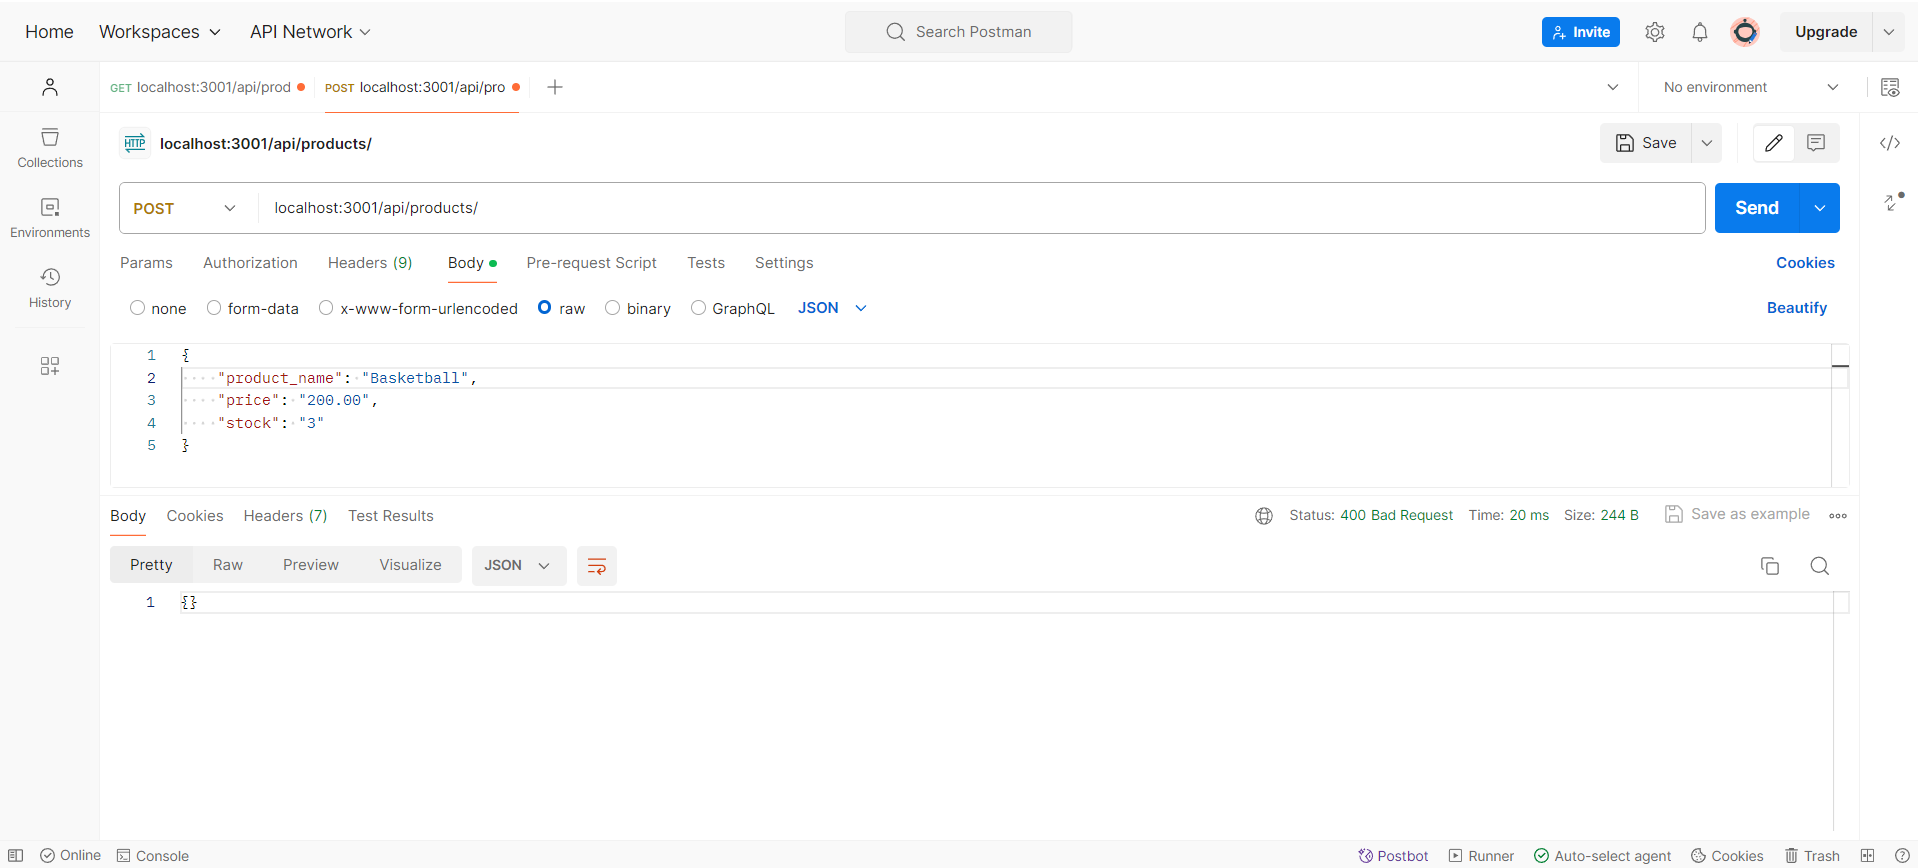 Home Workspaces API Network Search Postman Invite Upgrade
GET localhost:3001/api/prod POST localhost:3001/api/pro No environment
HTTP localhost:3001/api/products/ Save
Collections
POST localhost:3001/api/products/ Send
Environments
Params Authorization Headers (9) Body Pre-request Script Tests Settings Cookies
History
none form-data x-www-form-urlencoded raw binary GraphQL JSON Beautify
1 {
2 "product_name": "Basketball",
3 "price": "200.00",
4 "stock": "3"
5 }
Body Cookies Headers (7) Test Results Status: 400 Bad Request Time: 20 ms Size: 244 B Save as example
Pretty Raw Preview Visualize JSON
1 {}
Online Console Postbot Runner Auto-select agent Cookies Trash